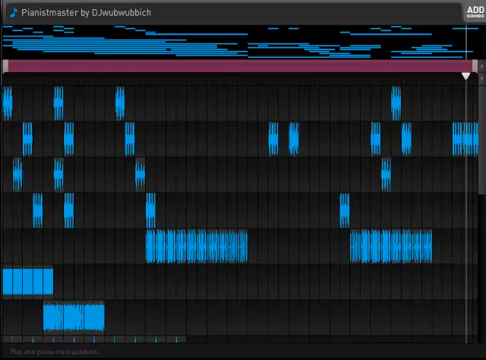 Pianistmaster by DJwubwubbich
ADD
SOUNDS
Play and pause track playback